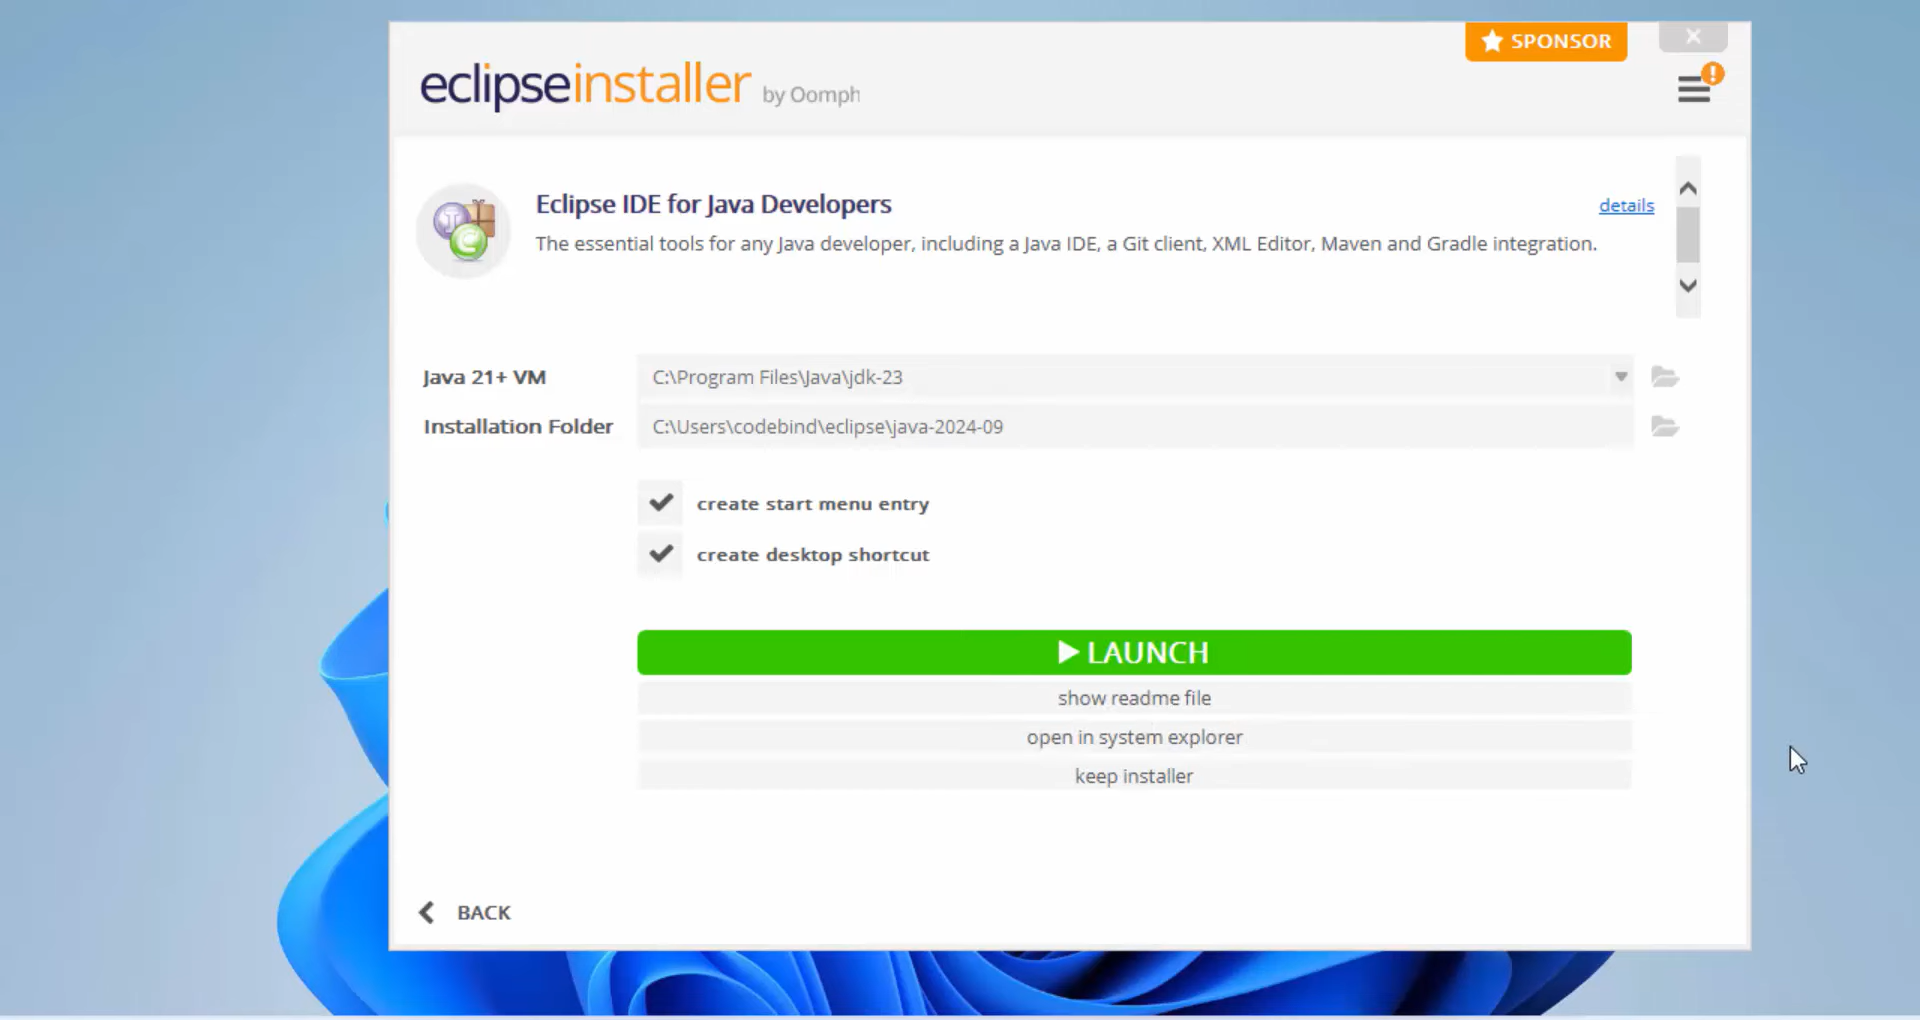 SPONSOR
eclipseinstaller by Oomph
!
Eclipse IDE for Java Developers
details
The essential tools for any Java developer, including a Java IDE, a Git client, XML Editor, Maven and Gradle integration.
Java 21+ VM
C:\Program Files\Java\jdk-23
Installation Folder
C:\Users\codebind\eclipse\java-2024-09
create start menu entry
create desktop shortcut
LAUNCH
show readme file
open in system explorer
keep installer
BACK